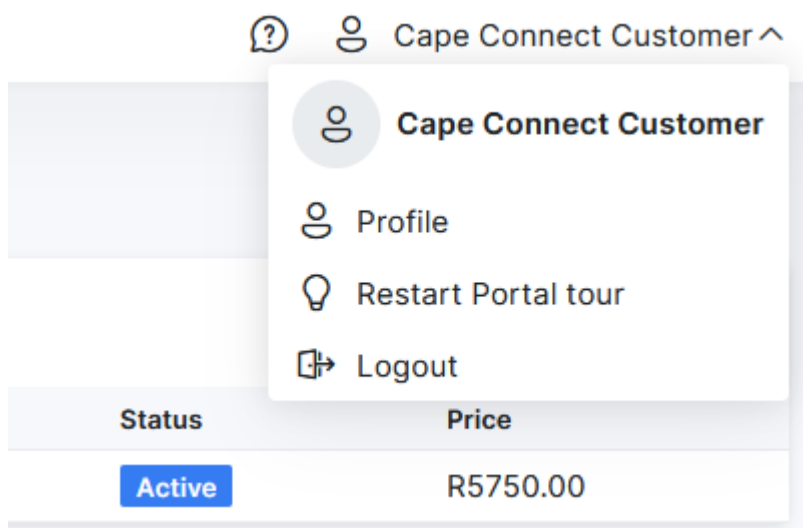 Cape Connect Customer
Cape Connect Customer
Profile
Restart Portal tour
Logout
Status Price
Active R5750.00